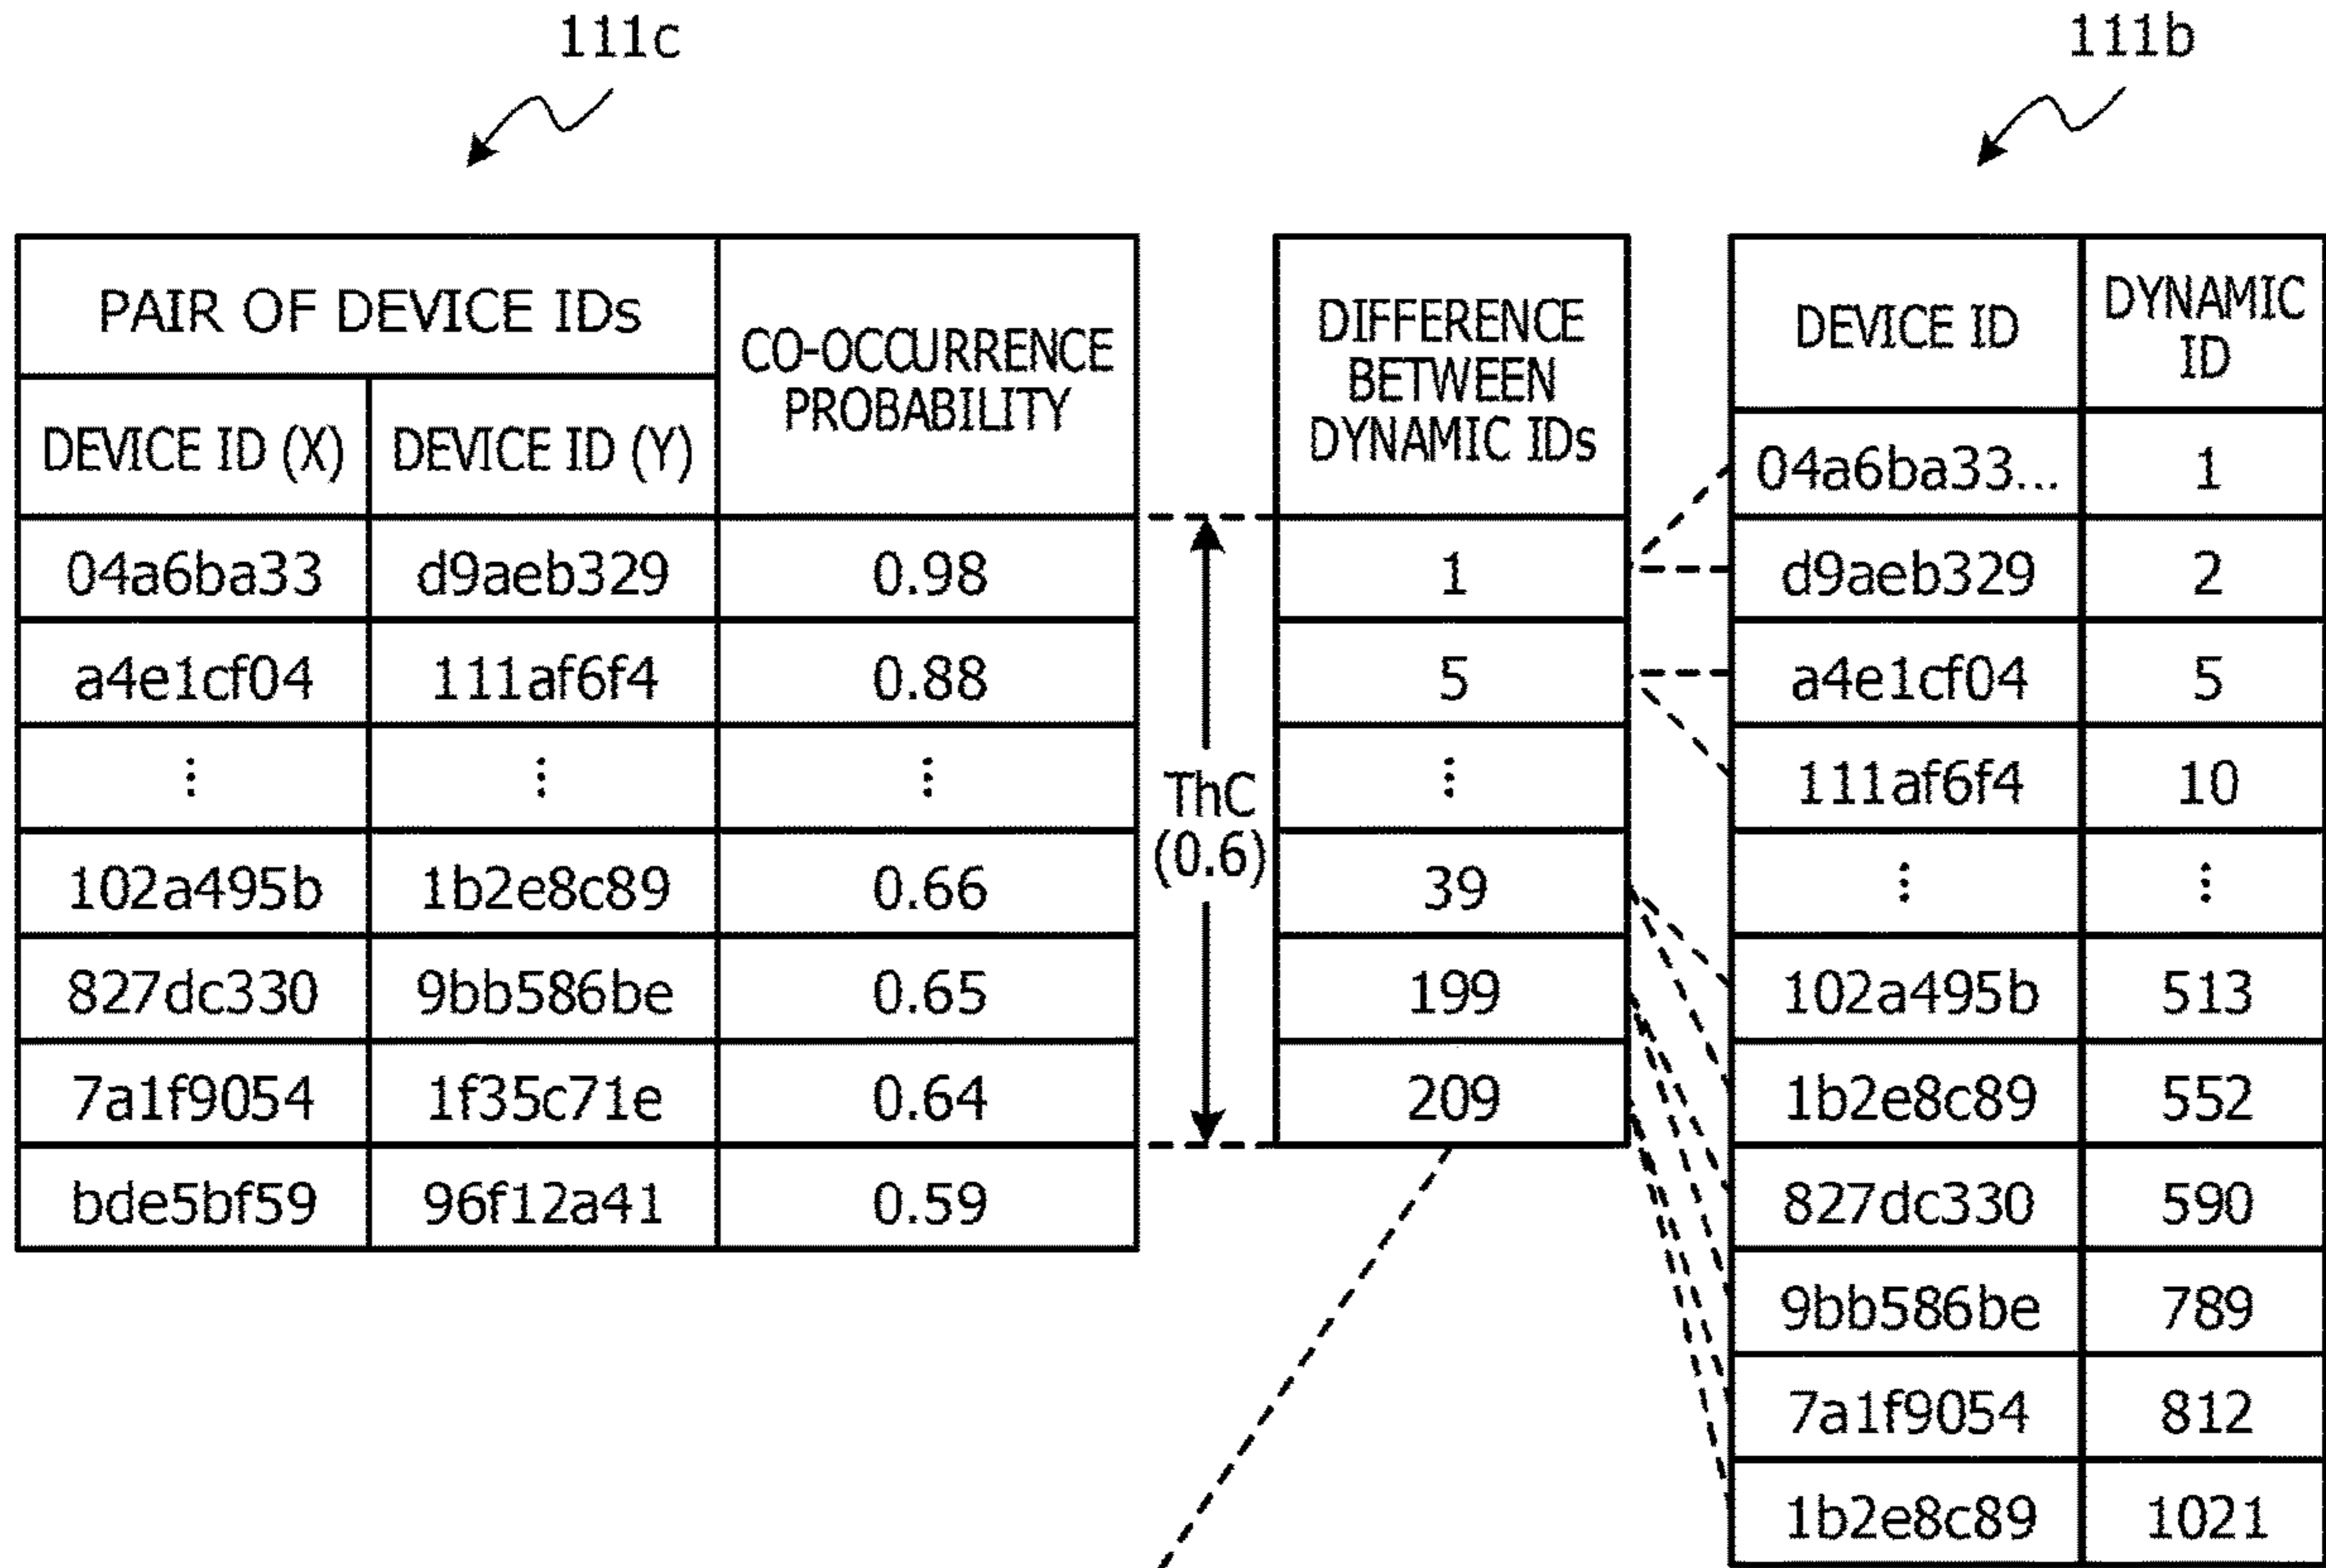 111c
111b
PAIR OF DEVICE IDs
CO-OCCURRENCE
PROBABILITY
DEVICE ID (X) DEVICE ID (Y)
04a6ba33 d9aeb329 0.98
a4e1cf04 111af6f4 0.88
⋮ ⋮ ⋮
102a495b 1b2e8c89 0.66
827dc330 9bb586be 0.65
7a1f9054 1f35c71e 0.64
bde5bf59 96f12a41 0.59
ThC
(0.6)
DIFFERENCE
BETWEEN
DYNAMIC IDs
1
5
⋮
39
199
209
DEVICE ID
DYNAMIC
ID
04a6ba33... 1
d9aeb329 2
a4e1cf04 5
111af6f4 10
⋮ ⋮
102a495b 513
1b2e8c89 552
827dc330 590
9bb586be 789
7a1f9054 812
1b2e8c89 1021